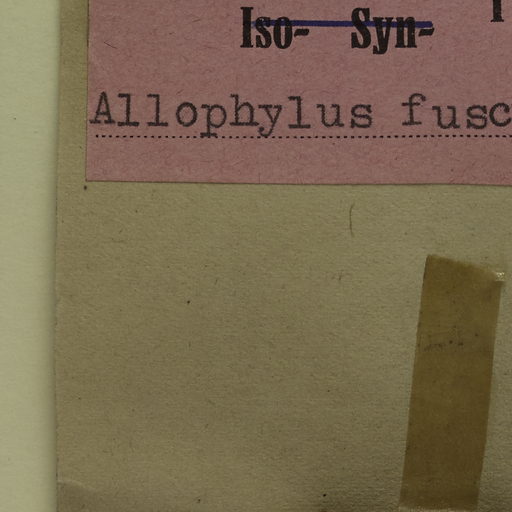 Iso- Syn-
Allophylus fusc